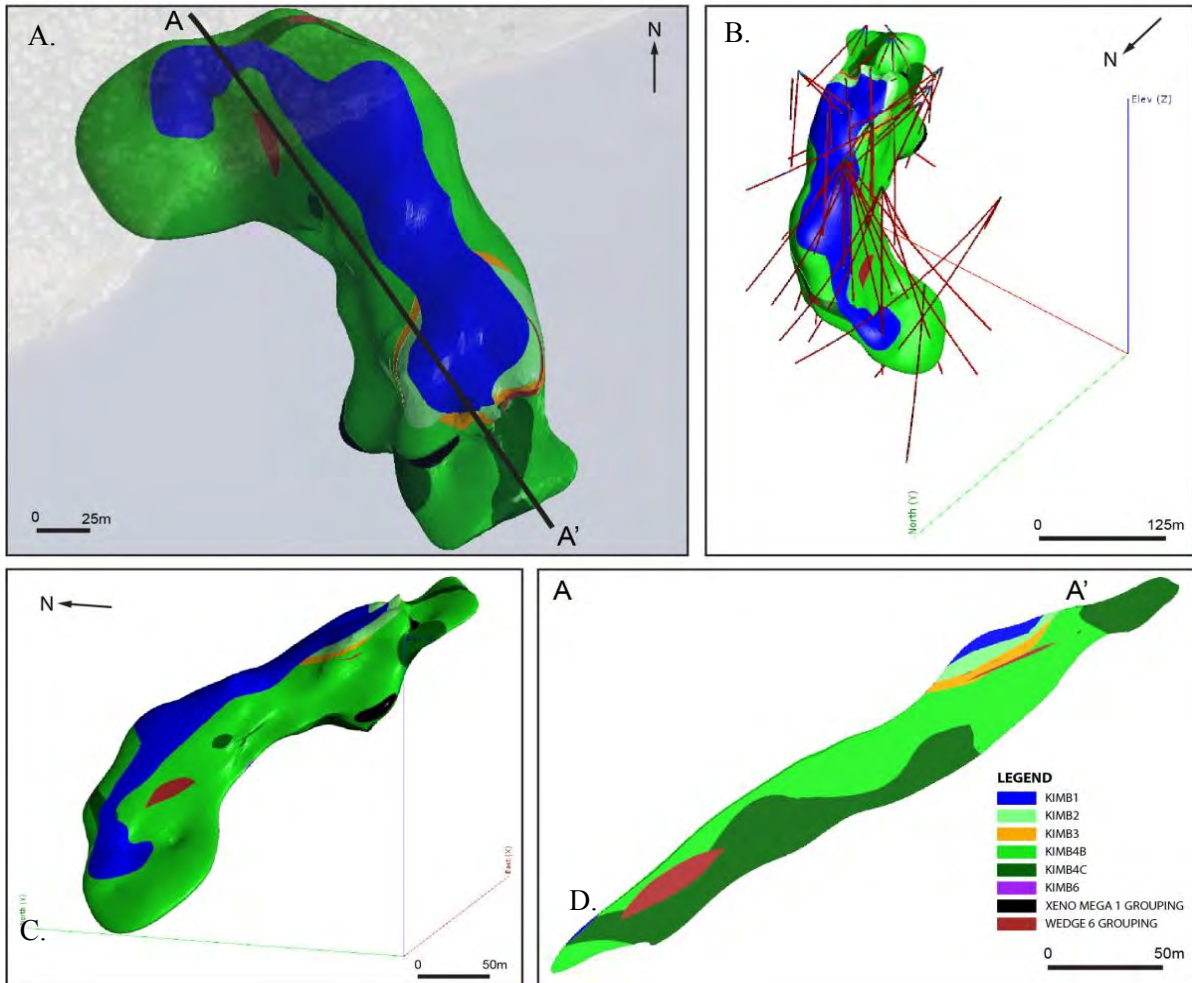 A.
A
N
A'
0 25m
B.
N
Elev (Z)
North (Y)
0 125m
N
East (X)
C.
0 50m
A
A'
D.
LEGEND
KIMB1
KIMB2
KIMB3
KIMB4B
KIMB4C
KIMB6
XENO MEGA 1 GROUPING
WEDGE 6 GROUPING
0 50m